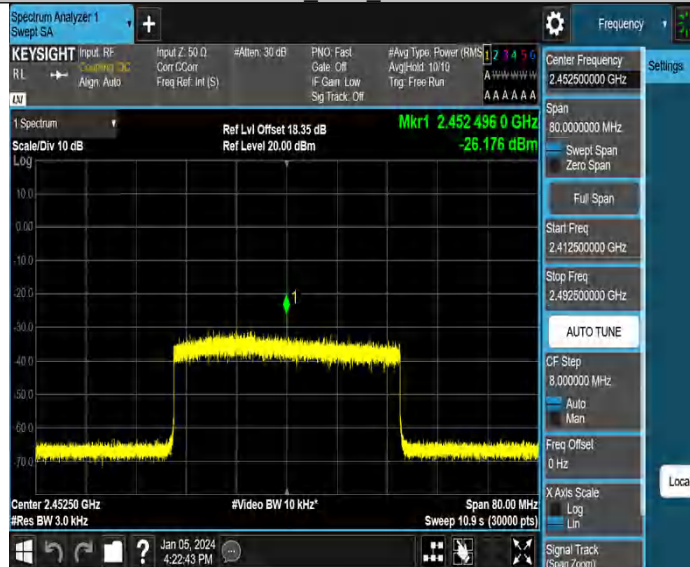 Spectrum Analyzer 1
Swept SA
Frequency
KEYSIGHT
Input: RF
Coupling: DC
Align: Auto
Input Z: 50 Ω
Corr CCorr
Freq Ref: Int (S)
#Atten: 30 dB
PNO: Fast
Gate: Off
IF Gain: Low
Sig Track: Off
#Avg Type: Power (RMS
Avg|Hold: 10/10
Trig: Free Run
1 2 3 4 5 6
A W W W W W
A A A A A A
RL
LXI
1 Spectrum
Scale/Div 10 dB
Ref Lvl Offset 18.35 dB
Ref Level 20.00 dBm
Mkr1 2.452 496 0 GHz
-26.176 dBm
Log
10.0
0.00
-10.0
-20.0
-30.0
-40.0
-50.0
-60.0
-70.0
1
Center 2.45250 GHz
#Res BW 3.0 kHz
#Video BW 10 kHz*
Span 80.00 MHz
Sweep 10.9 s (30000 pts)
Jan 05, 2024
4:22:43 PM
Center Frequency
2.452500000 GHz
Settings
Span
80.0000000 MHz
Swept Span
Zero Span
Full Span
Start Freq
2.412500000 GHz
Stop Freq
2.492500000 GHz
AUTO TUNE
CF Step
8.000000 MHz
Auto
Man
Freq Offset
0 Hz
Loca
X Axis Scale
Log
Lin
Signal Track
(Span Zoom)